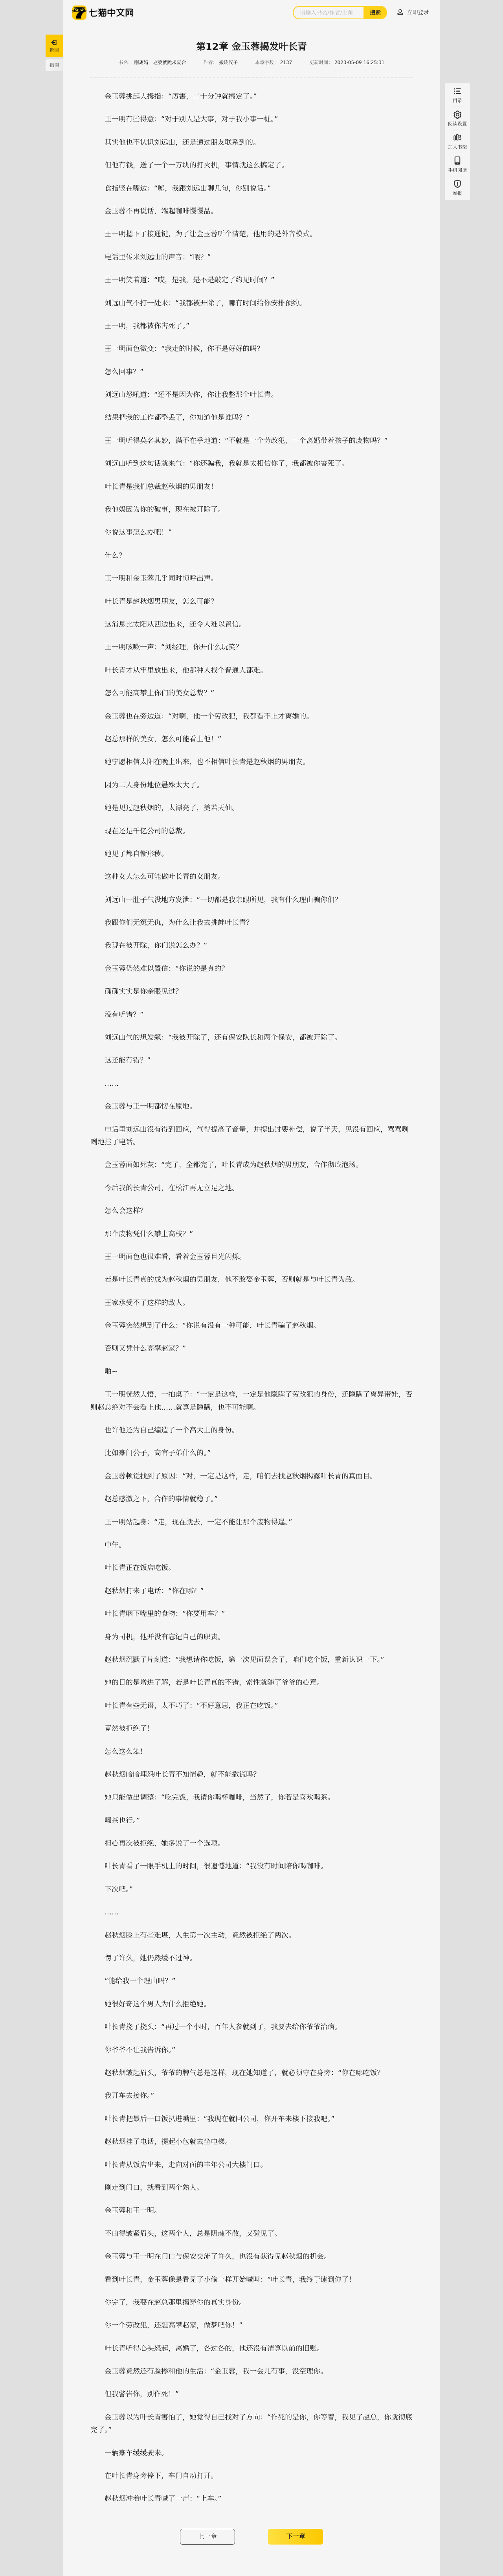 七猫中文网
请输入书名/作者/主角
搜索
立即登录
返回
指南
目录
阅读设置
加入书架
手机阅读
举报
第12章 金玉蓉揭发叶长青
书名: 刚离婚，老婆就跪求复合 作者: 搬砖汉子 本章字数: 2137 更新时间: 2023-05-09 16:25:31
金玉蓉挑起大拇指：“厉害，二十分钟就搞定了。”
王一明有些得意：“对于别人是大事，对于我小事一桩。”
其实他也不认识刘远山，还是通过朋友联系到的。
但他有钱，送了一个一万块的打火机，事情就这么搞定了。
食指竖在嘴边：“嘘，我跟刘远山聊几句，你别说话。”
金玉蓉不再说话，端起咖啡慢慢品。
王一明摁下了接通键，为了让金玉蓉听个清楚，他用的是外音模式。
电话里传来刘远山的声音：“喂？”
王一明笑着道：“哎，是我，是不是敲定了约见时间？”
刘远山气不打一处来：“我都被开除了，哪有时间给你安排预约。
王一明，我都被你害死了。”
王一明面色微变：“我走的时候，你不是好好的吗?
怎么回事？”
刘远山怒吼道：“还不是因为你，你让我整那个叶长青。
结果把我的工作都整丢了，你知道他是谁吗？”
王一明听得莫名其妙，满不在乎地道：“不就是一个劳改犯，一个离婚带着孩子的废物吗？”
刘远山听到这句话就来气：“你还骗我，我就是太相信你了，我都被你害死了。
叶长青是我们总裁赵秋烟的男朋友!
我他妈因为你的破事，现在被开除了。
你说这事怎么办吧！”
什么?
王一明和金玉蓉几乎同时惊呼出声。
叶长青是赵秋烟男朋友，怎么可能?
这消息比太阳从西边出来，还令人难以置信。
王一明咳嗽一声：“刘经理，你开什么玩笑?
叶长青才从牢里放出来，他那种人找个普通人都难。
怎么可能高攀上你们的美女总裁？”
金玉蓉也在旁边道：“对啊，他一个劳改犯，我都看不上才离婚的。
赵总那样的美女，怎么可能看上他！”
她宁愿相信太阳在晚上出来，也不相信叶长青是赵秋烟的男朋友。
因为二人身份地位悬殊太大了。
她是见过赵秋烟的，太漂亮了，美若天仙。
现在还是千亿公司的总裁。
她见了都自惭形秽。
这种女人怎么可能做叶长青的女朋友。
刘远山一肚子气没地方发泄：“一切都是我亲眼所见，我有什么理由骗你们?
我跟你们无冤无仇，为什么让我去挑衅叶长青?
我现在被开除，你们说怎么办？”
金玉蓉仍然难以置信：“你说的是真的?
确确实实是你亲眼见过?
没有听错？”
刘远山气的想发飙：“我被开除了，还有保安队长和两个保安，都被开除了。
这还能有错？”
……
金玉蓉与王一明都愣在原地。
电话里刘远山没有得到回应，气得提高了音量，并提出讨要补偿，说了半天，见没有回应，骂骂咧
咧地挂了电话。
金玉蓉面如死灰：“完了，全都完了，叶长青成为赵秋烟的男朋友，合作彻底泡汤。
今后我的长青公司，在松江再无立足之地。
怎么会这样?
那个废物凭什么攀上高枝？”
王一明面色也很难看，看着金玉蓉目光闪烁。
若是叶长青真的成为赵秋烟的男朋友，他不敢娶金玉蓉，否则就是与叶长青为敌。
王家承受不了这样的敌人。
金玉蓉突然想到了什么：“你说有没有一种可能，叶长青骗了赵秋烟。
否则又凭什么高攀赵家？”
啪~
王一明恍然大悟，一拍桌子：“一定是这样，一定是他隐瞒了劳改犯的身份，还隐瞒了离异带娃，否
则赵总绝对不会看上他……就算是隐瞒，也不可能啊。
也许他还为自己编造了一个高大上的身份。
比如豪门公子，高官子弟什么的。”
金玉蓉顿觉找到了原因：“对，一定是这样，走，咱们去找赵秋烟揭露叶长青的真面目。
赵总感激之下，合作的事情就稳了。”
王一明站起身：“走，现在就去，一定不能让那个废物得逞。”
中午。
叶长青正在饭店吃饭。
赵秋烟打来了电话：“你在哪？”
叶长青咽下嘴里的食物：“你要用车？”
身为司机，他并没有忘记自己的职责。
赵秋烟沉默了片刻道：“我想请你吃饭，第一次见面误会了，咱们吃个饭，重新认识一下。”
她的目的是增进了解，若是叶长青真的不错，索性就随了爷爷的心意。
叶长青有些无语，太不巧了：“不好意思，我正在吃饭。”
竟然被拒绝了!
怎么这么笨!
赵秋烟暗暗埋怨叶长青不知情趣，就不能撒谎吗?
她只能做出调整：“吃完饭，我请你喝杯咖啡，当然了，你若是喜欢喝茶。
喝茶也行。”
担心再次被拒绝，她多说了一个选项。
叶长青看了一眼手机上的时间，很遗憾地道：“我没有时间陪你喝咖啡。
下次吧。”
……
赵秋烟脸上有些难堪，人生第一次主动，竟然被拒绝了两次。
愣了许久，她仍然缓不过神。
“能给我一个理由吗？”
她很好奇这个男人为什么拒绝她。
叶长青挠了挠头：“再过一个小时，百年人参就到了，我要去给你爷爷治病。
你爷爷不让我告诉你。”
赵秋烟皱起眉头，爷爷的脾气总是这样，现在她知道了，就必须守在身旁：“你在哪吃饭?
我开车去接你。”
叶长青把最后一口饭扒进嘴里：“我现在就回公司，你开车来楼下接我吧。”
赵秋烟挂了电话，提起小包就去坐电梯。
叶长青从饭店出来，走向对面的丰年公司大楼门口。
刚走到门口，就看到两个熟人。
金玉蓉和王一明。
不由得皱紧眉头，这两个人，总是阴魂不散，又碰见了。
金玉蓉与王一明在门口与保安交流了许久，也没有获得见赵秋烟的机会。
看到叶长青，金玉蓉像是看见了小偷一样开始喊叫：“叶长青，我终于逮到你了!
你完了，我要在赵总那里揭穿你的真实身份。
你一个劳改犯，还想高攀赵家，做梦吧你！”
叶长青听得心头怒起，离婚了，各过各的，他还没有清算以前的旧账。
金玉蓉竟然还有脸掺和他的生活：“金玉蓉，我一会儿有事，没空理你。
但我警告你，别作死！”
金玉蓉以为叶长青害怕了，她觉得自己找对了方向：“作死的是你，你等着，我见了赵总，你就彻底
完了。”
一辆豪车缓缓驶来。
在叶长青身旁停下，车门自动打开。
赵秋烟冲着叶长青喊了一声：“上车。”
上一章
下一章